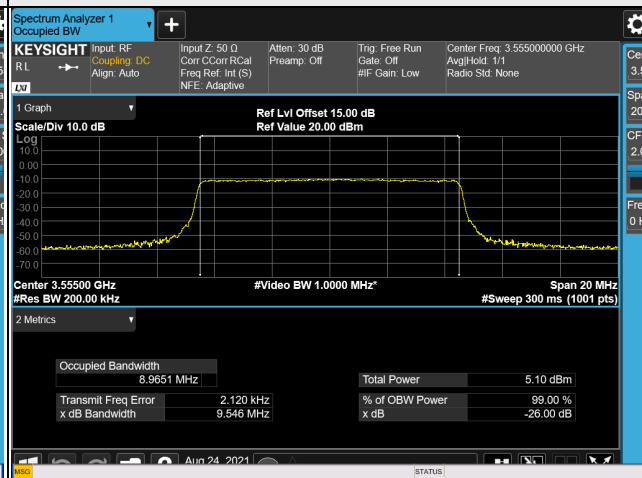 Spectrum Analyzer 1
Occupied BW
KEYSIGHT
RL
LXI
Input: RF
Coupling: DC
Align: Auto
Input Z: 50 Ω
Corr CCorr RCal
Freq Ref: Int (S)
NFE: Adaptive
Atten: 30 dB
Preamp: Off
Trig: Free Run
Gate: Off
#IF Gain: Low
Center Freq: 3.555000000 GHz
Avg|Hold: 1/1
Radio Std: None
1 Graph
Scale/Div 10.0 dB
Ref Lvl Offset 15.00 dB
Ref Value 20.00 dBm
Log
10.0
0.00
-10.0
-20.0
-30.0
-40.0
-50.0
-60.0
-70.0
Center 3.55500 GHz
#Res BW 200.00 kHz
#Video BW 1.0000 MHz*
Span 20 MHz
#Sweep 300 ms (1001 pts)
2 Metrics
Occupied Bandwidth
8.9651 MHz
Transmit Freq Error 2.120 kHz
x dB Bandwidth 9.546 MHz
Total Power 5.10 dBm
% of OBW Power 99.00 %
x dB -26.00 dB
Aug 24, 2021
MSG
STATUS